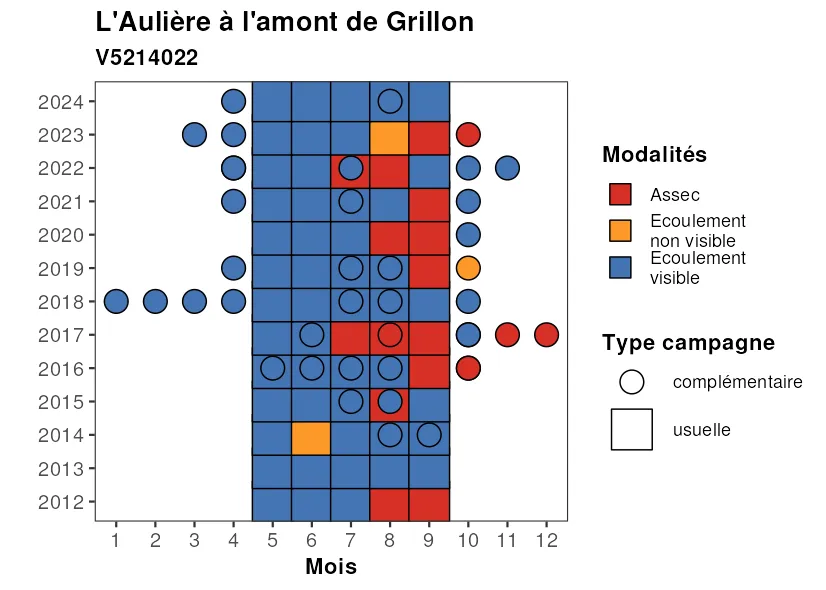 L'Aulière à l'amont de Grillon
V5214022
2024
2023
2022
2021
2020
2019
2018
2017
2016
2015
2014
2013
2012
1 2 3 4 5 6 7 8 9 10 11 12
Mois
Modalités
Assec
Ecoulement
non visible
Ecoulement
visible
Type campagne
complémentaire
usuelle